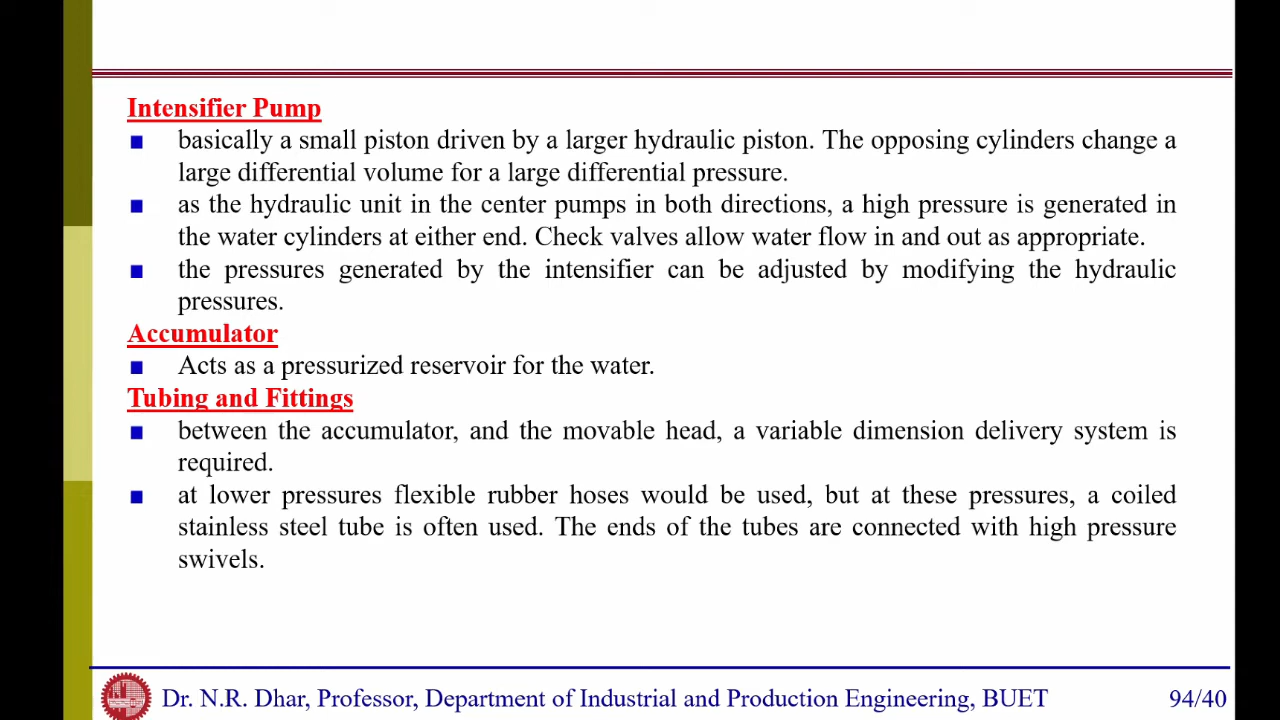 Intensifier Pump
basically a small piston driven by a larger hydraulic piston. The opposing cylinders change a
large differential volume for a large differential pressure.
as the hydraulic unit in the center pumps in both directions, a high pressure is generated in
the water cylinders at either end. Check valves allow water flow in and out as appropriate.
the pressures generated by the intensifier can be adjusted by modifying the hydraulic
pressures.
Accumulator
Acts as a pressurized reservoir for the water.
Tubing and Fittings
between the accumulator, and the movable head, a variable dimension delivery system is
required.
at lower pressures flexible rubber hoses would be used, but at these pressures, a coiled
stainless steel tube is often used. The ends of the tubes are connected with high pressure
swivels.
Dr. N.R. Dhar, Professor, Department of Industrial and Production Engineering, BUET 94/40